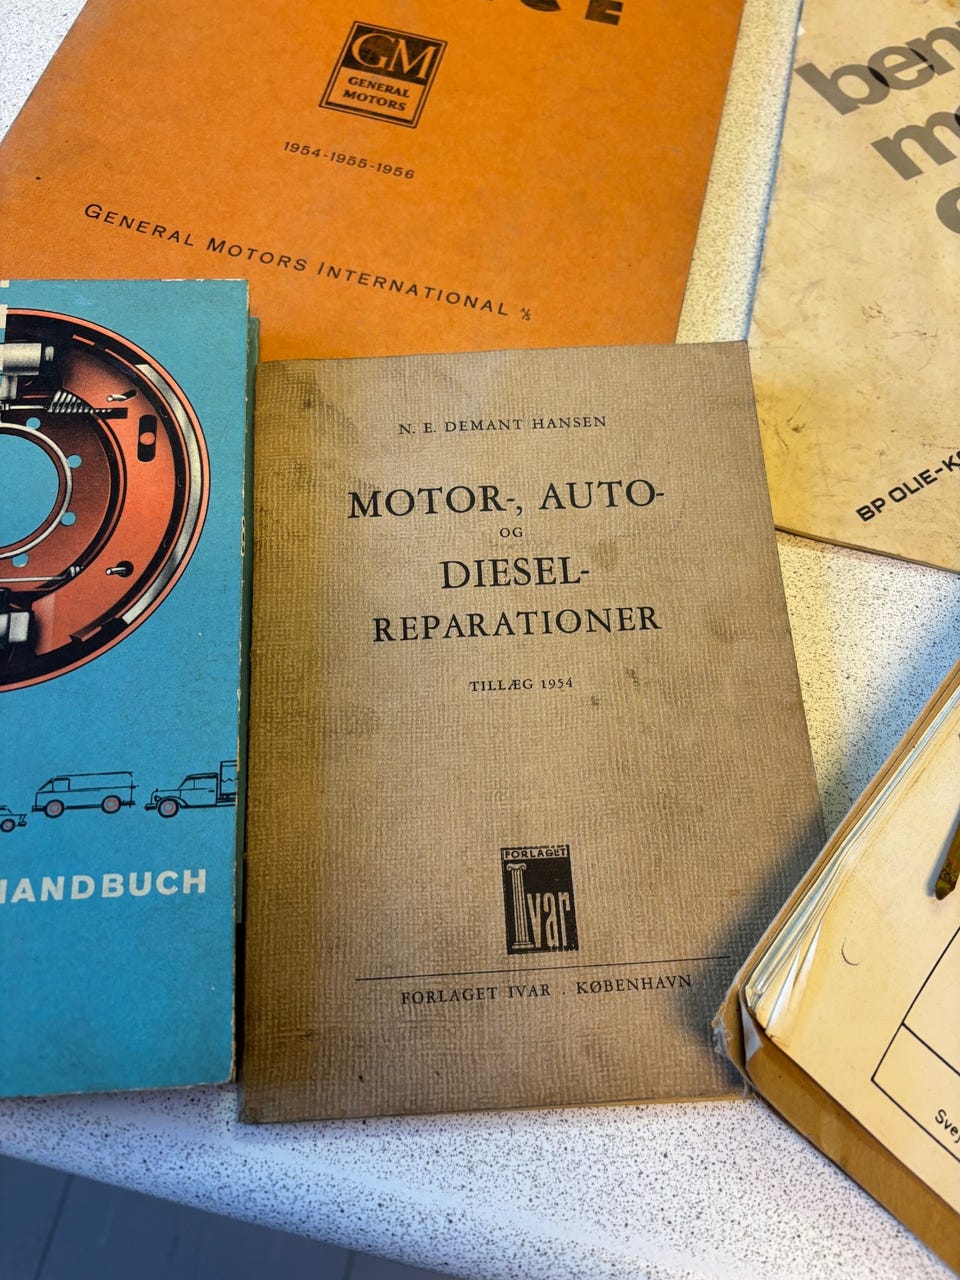 GM
GENERAL
MOTORS
1954-1955-1956
GENERAL MOTORS INTERNATIONAL A/S
BP OLIE-
N. E. DEMANT HANSEN
MOTOR-, AUTO-
OG
DIESEL-
REPARATIONER
TILLÆG 1954
FORLAGET
Ivar
FORLAGET IVAR . KØBENHAVN
HANDBUCH